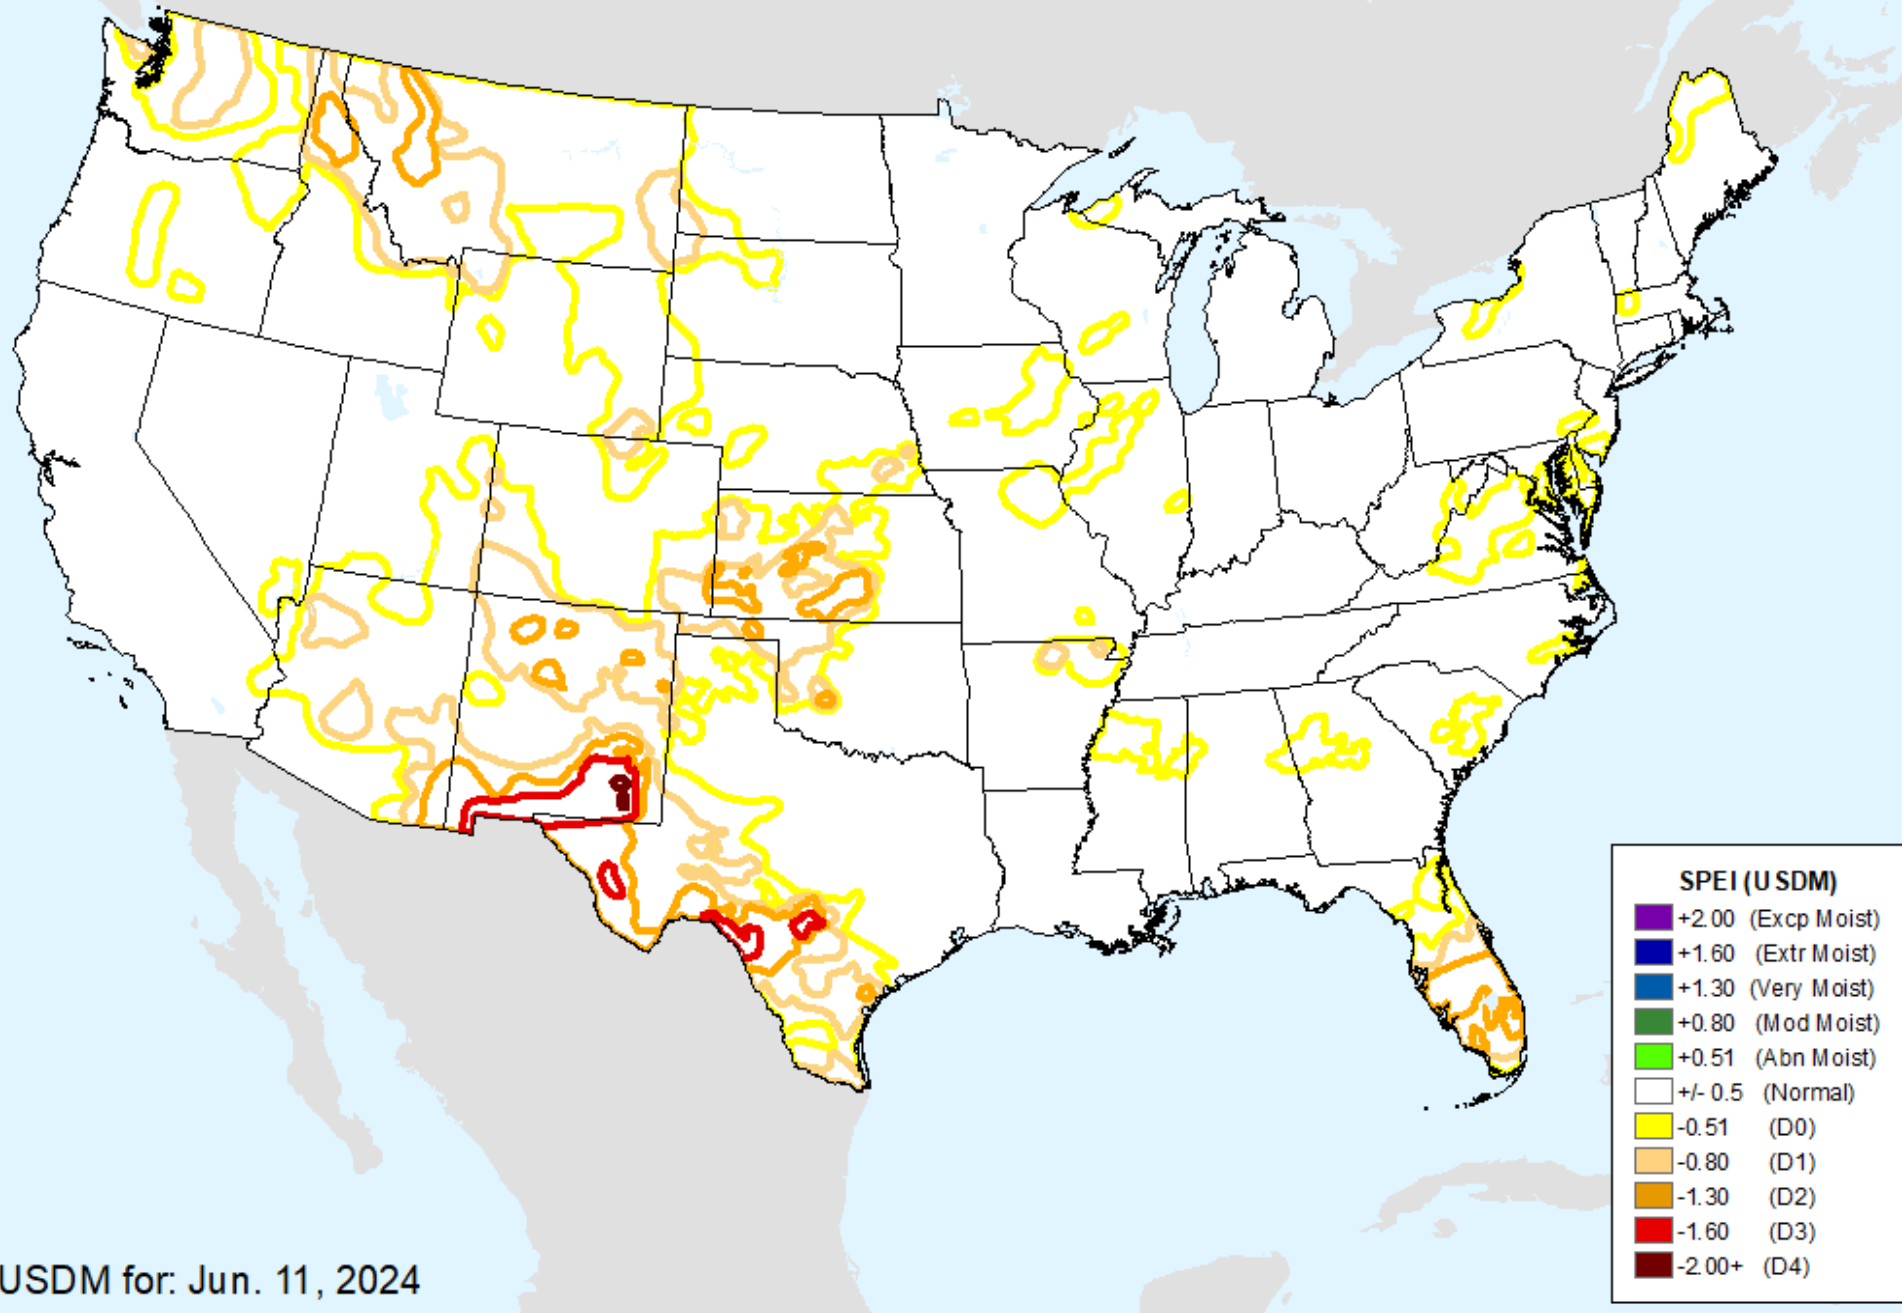 SPEI (USDM)
+2.00 (Excp Moist)
+1.60 (Extr Moist)
+1.30 (Very Moist)
+0.80 (Mod Moist)
+0.51 (Abn Moist)
+/- 0.5 (Normal)
-0.51 (D0)
-0.80 (D1)
-1.30 (D2)
-1.60 (D3)
-2.00+ (D4)
USDM for: Jun. 11, 2024